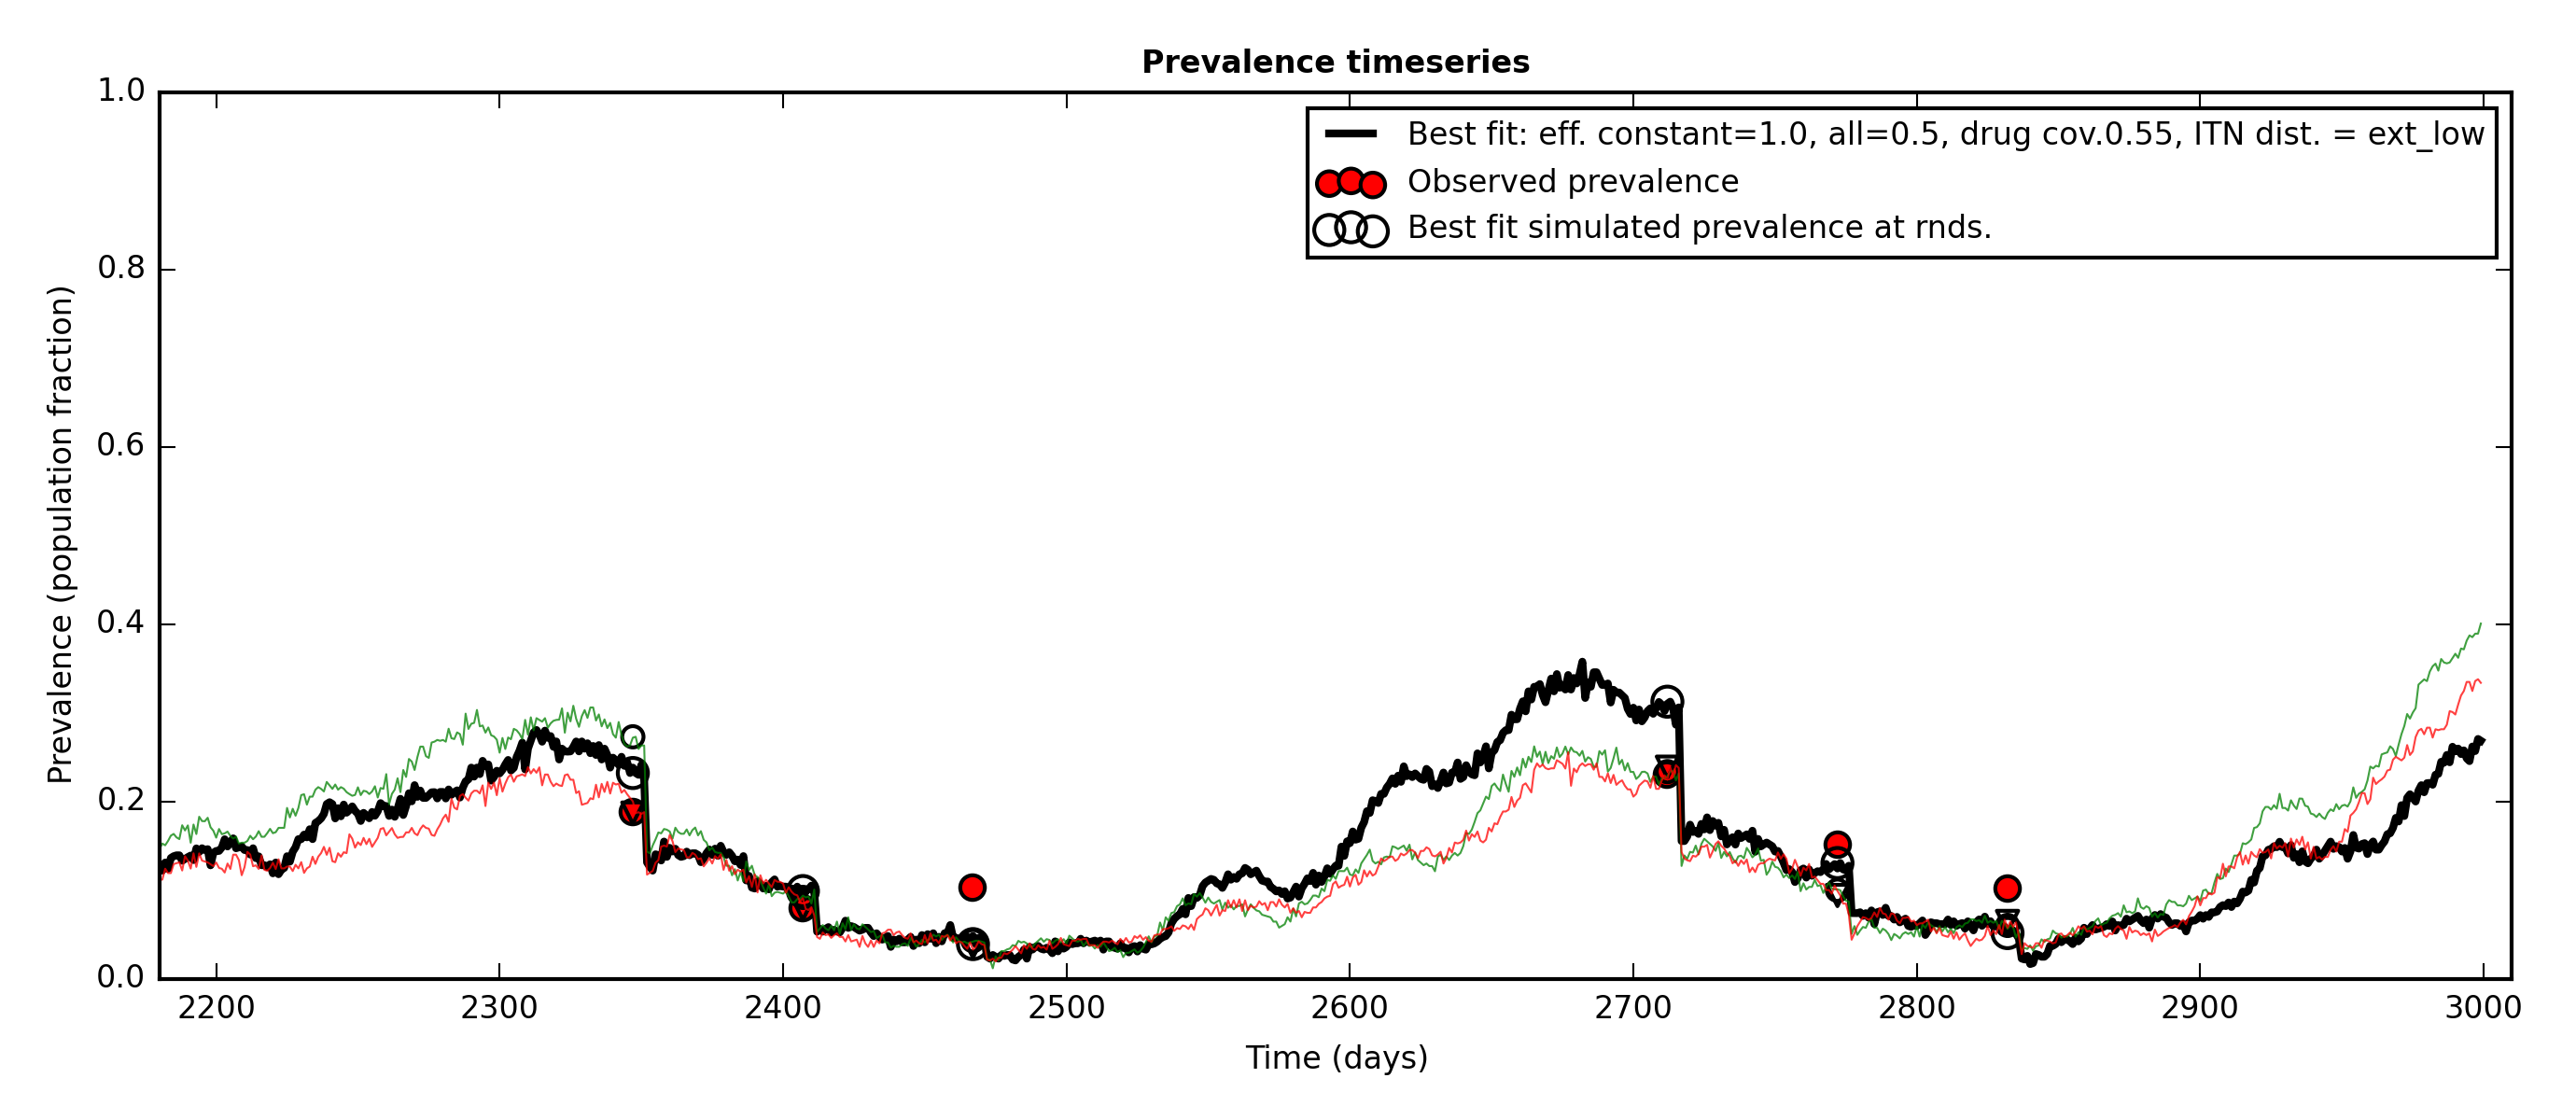 Prevalence timeseries
1.0
0.8
0.6
0.4
0.2
0.0
Prevalence (population fraction)
Best fit: eff. constant=1.0, all=0.5, drug cov.0.55, ITN dist. = ext_low
Observed prevalence
Best fit simulated prevalence at rnds.
2200 2300 2400 2500 2600 2700 2800 2900 3000
Time (days)